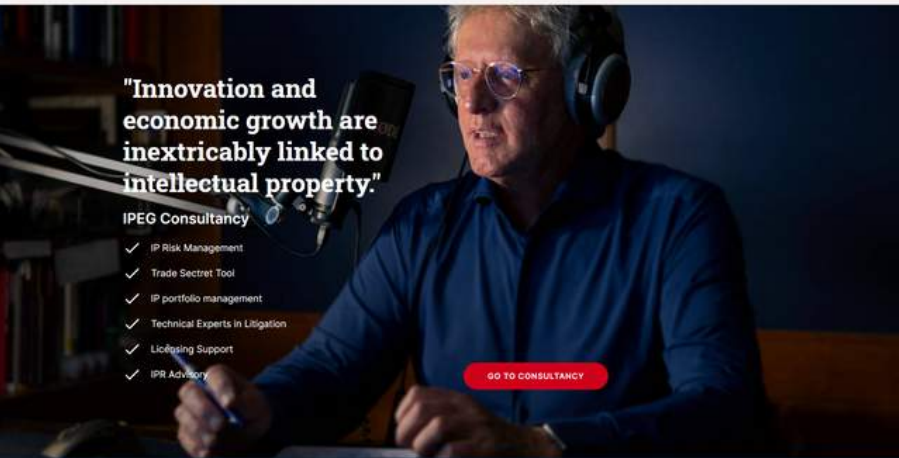 "Innovation and
economic growth are
inextricably linked to
intellectual property."
IPEG Consultancy
IP Risk Management
Trade Sectret Tool
IP portfolio management
Technical Experts in Litigation
Licensing Support
IPR Advisory
GO TO CONSULTANCY